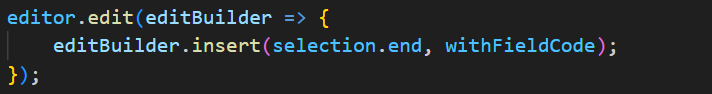 editor.edit(editBuilder => {
    editBuilder.insert(selection.end, withFieldCode);
});